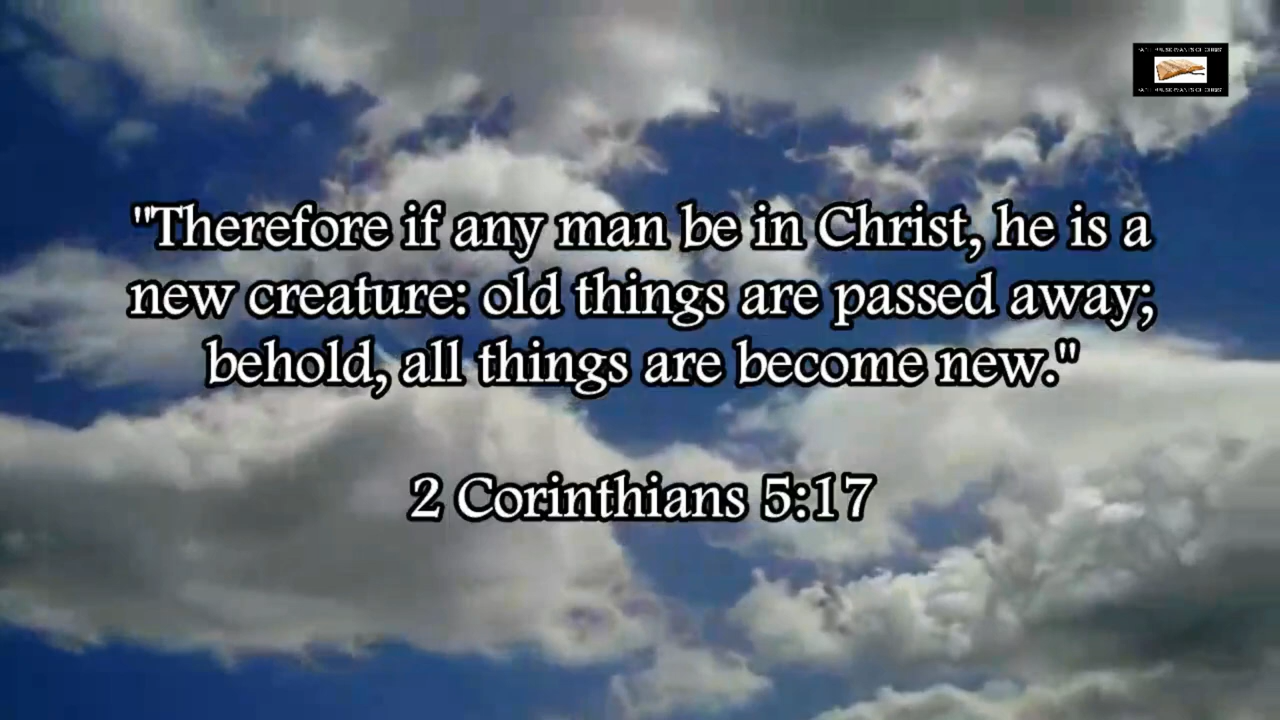 "Therefore if any man be in Christ, he is a
new creature: old things are passed away;
behold, all things are become new."
2 Corinthians 5:17